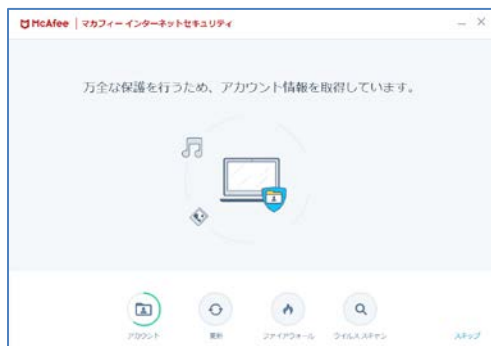 McAfee | マカフィー インターネットセキュリティ
万全な保護を行うため、アカウント情報を取得しています。
アカウント
更新
ファイアウォール
ウイルス スキャン
スキップ